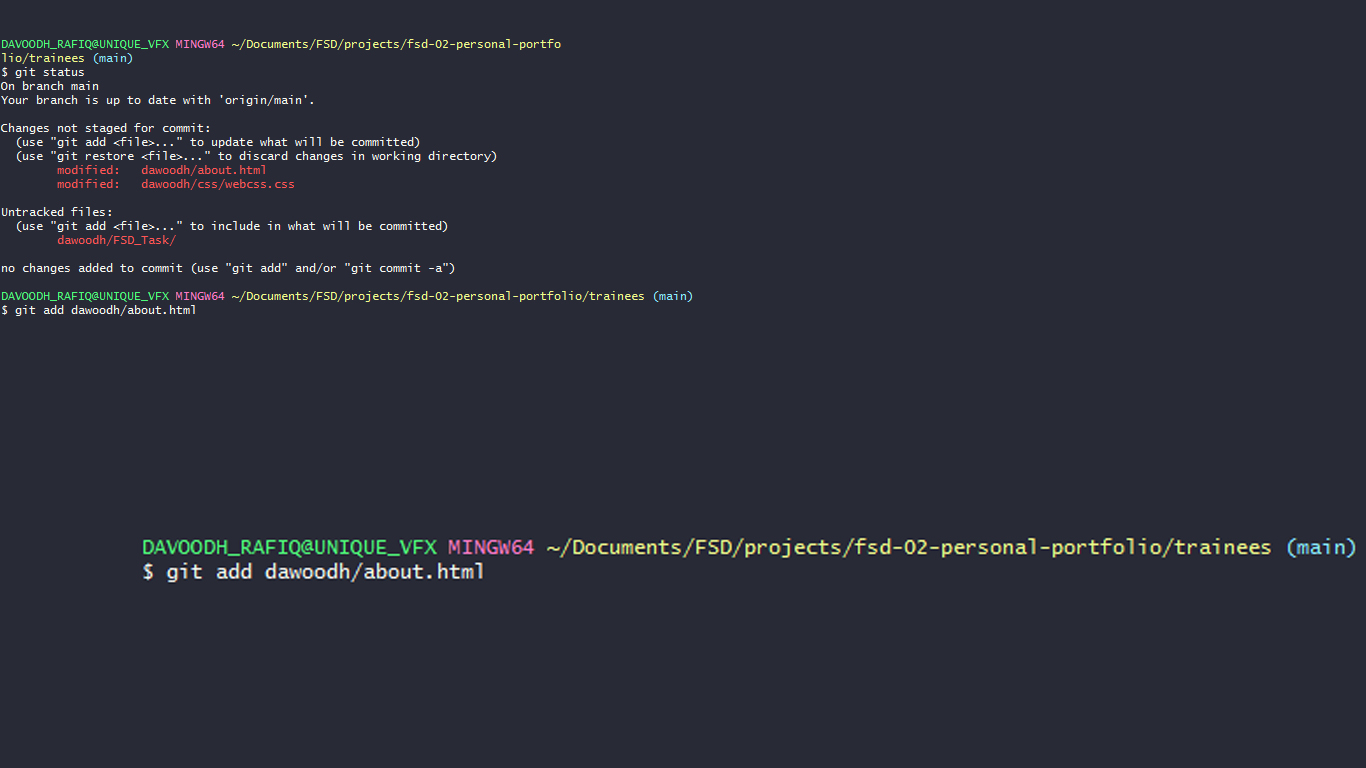 DAVOODH_RAFIQ@UNIQUE_VFX MINGW64 ~/Documents/FSD/projects/fsd-02-personal-portfo
lio/trainees (main)
$ git status
On branch main
Your branch is up to date with 'origin/main'.
Changes not staged for commit:
  (use "git add <file>..." to update what will be committed)
  (use "git restore <file>..." to discard changes in working directory)
        modified:   dawoodh/about.html
        modified:   dawoodh/css/webcss.css
Untracked files:
  (use "git add <file>..." to include in what will be committed)
        dawoodh/FSD_Task/
no changes added to commit (use "git add" and/or "git commit -a")
DAVOODH_RAFIQ@UNIQUE_VFX MINGW64 ~/Documents/FSD/projects/fsd-02-personal-portfolio/trainees (main)
$ git add dawoodh/about.html
DAVOODH_RAFIQ@UNIQUE_VFX MINGW64 ~/Documents/FSD/projects/fsd-02-personal-portfolio/trainees (main)
$ git add dawoodh/about.html